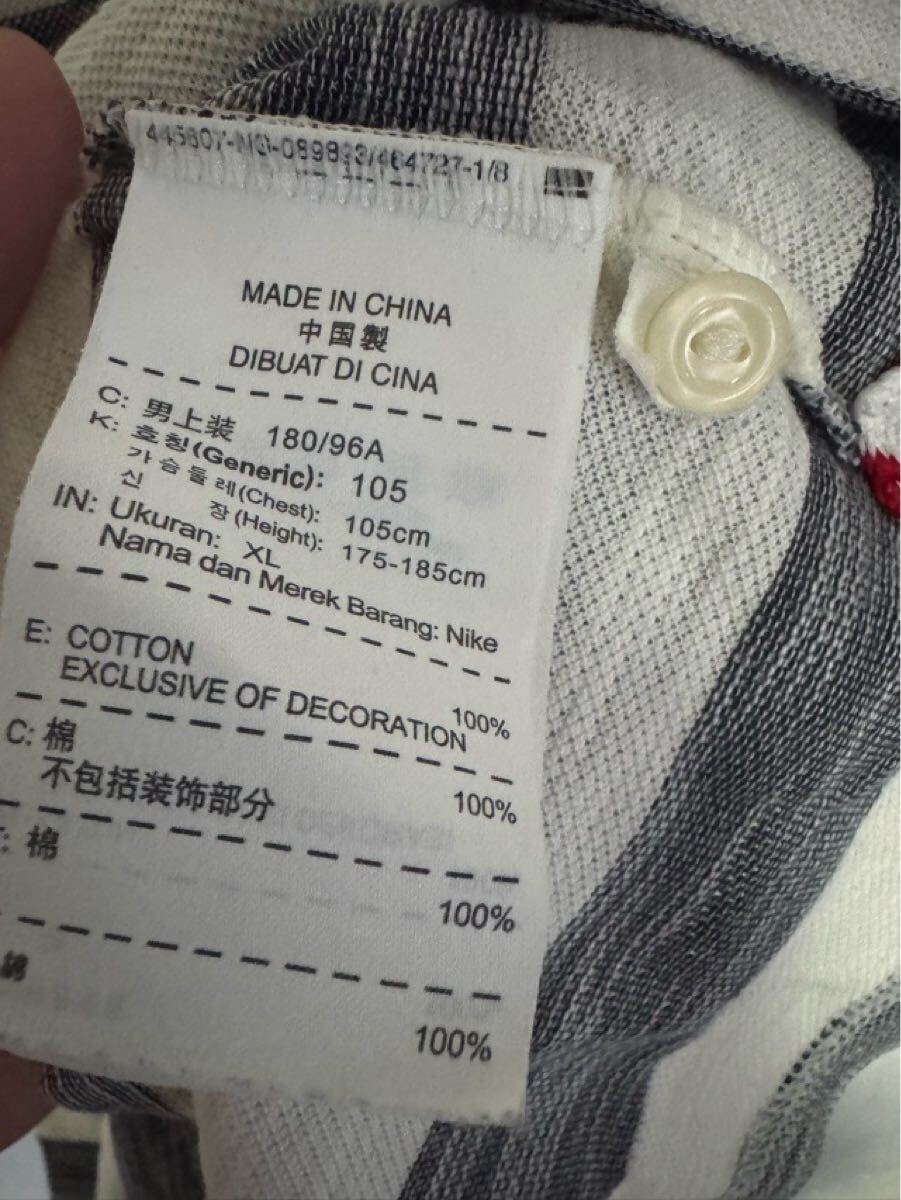 445607-NG-089833/464727-1/8
MADE IN CHINA
中国製
DIBUAT DI CINA
C: 男上装 180/96A
K: 호칭(Generic): 105
가슴둘레(Chest): 105cm
신 장(Height): 175-185cm
IN: Ukuran: XL
Nama dan Merek Barang: Nike
E: COTTON 100%
EXCLUSIVE OF DECORATION
C: 棉 100%
不包括装饰部分
: 棉 100%
綿 100%